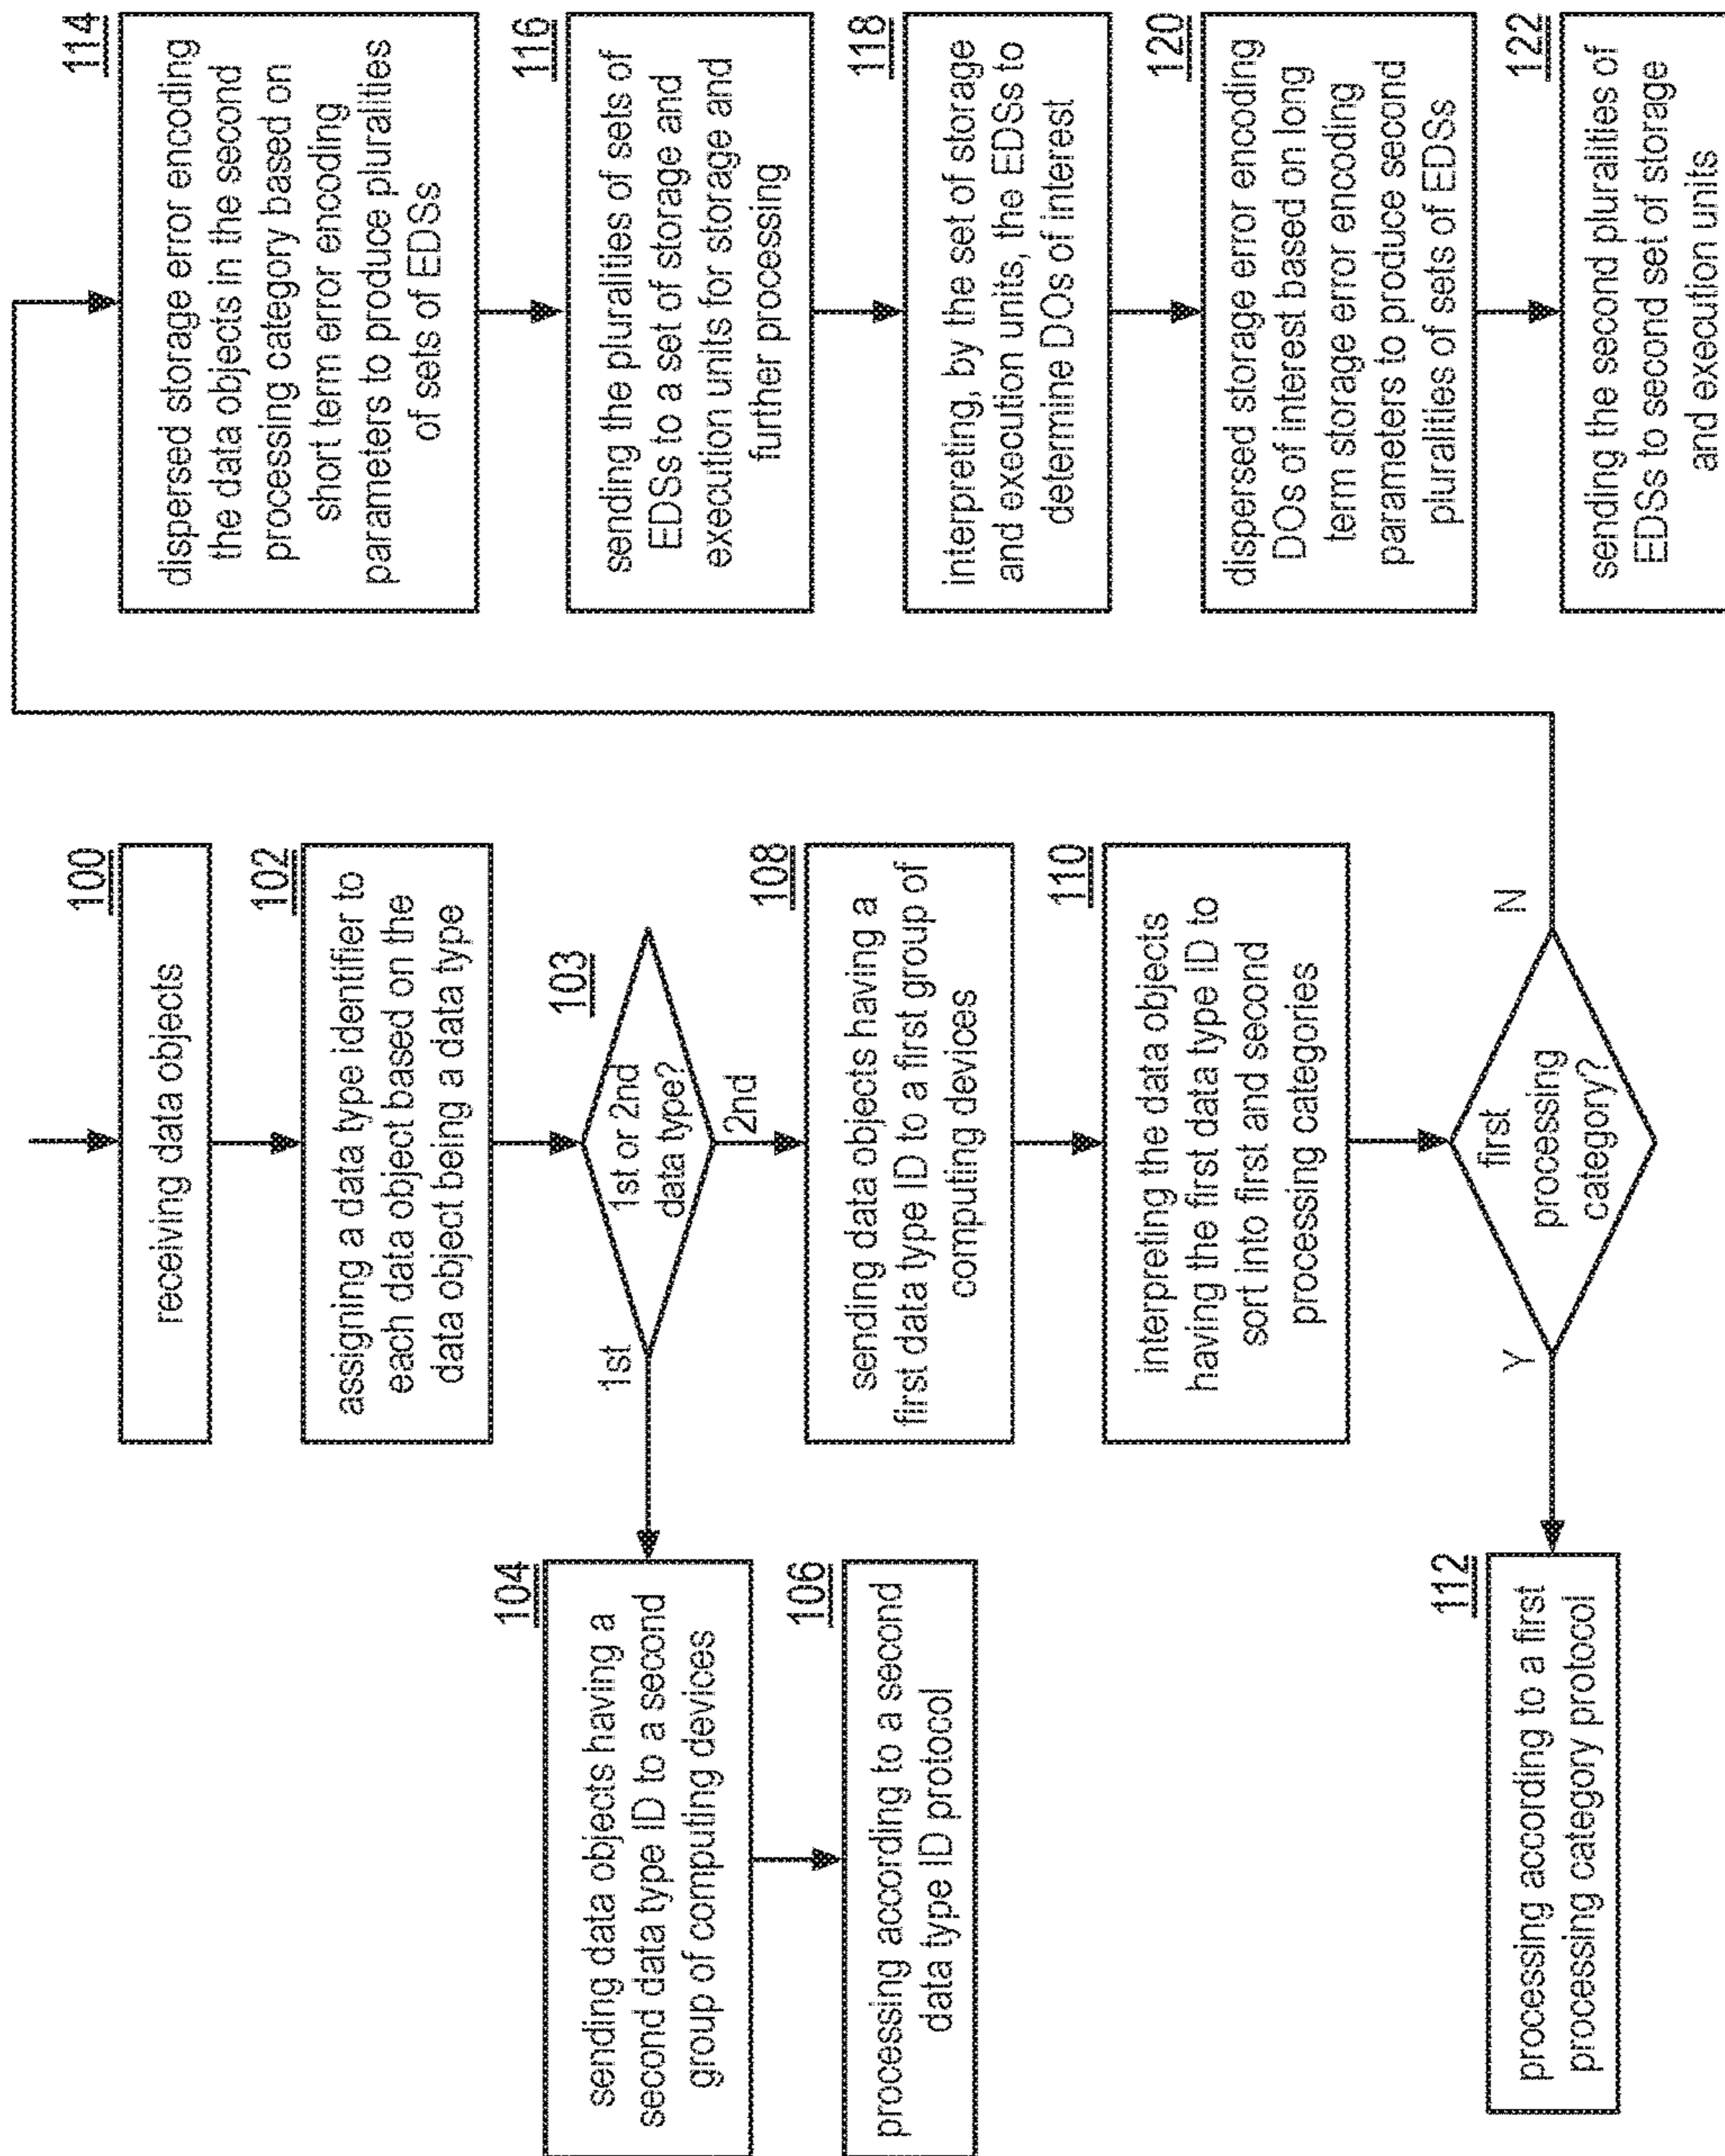 100
receiving data objects
102
assigning a data type identifier to
each data object based on the
data object being a data type
103
1st or 2nd
data type?
1st
2nd
104
sending data objects having a
second data type ID to a second
group of computing devices
106
processing according to a second
data type ID protocol
108
sending data objects having a
first data type ID to a first group of
computing devices
110
interpreting the data objects
having the first data type ID to
sort into first and second
processing categories
first
processing
category?
Y
N
112
processing according to a first
processing category protocol
114
dispersed storage error encoding
the data objects in the second
processing category based on
short term error encoding
parameters to produce pluralities
of sets of EDSs
116
sending the pluralities of sets of
EDSs to a set of storage and
execution units for storage and
further processing
118
interpreting, by the set of storage
and execution units, the EDSs to
determine DOs of interest
120
dispersed storage error encoding
DOs of interest based on long
term storage error encoding
parameters to produce second
pluralities of sets of EDSs
122
sending the second pluralities of
EDSs to second set of storage
and execution units